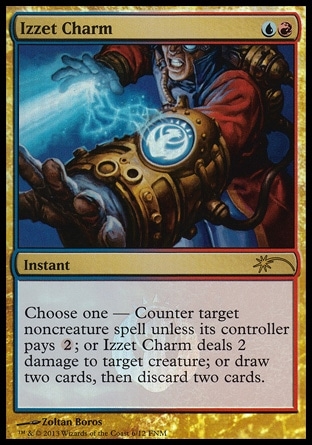 Izzet Charm
Instant
Choose one — Counter target
noncreature spell unless its controller
pays 2; or Izzet Charm deals 2
damage to target creature; or draw
two cards, then discard two cards.
Zoltan Boros
™ & © 2013 Wizards of the Coast 6/12 FNM